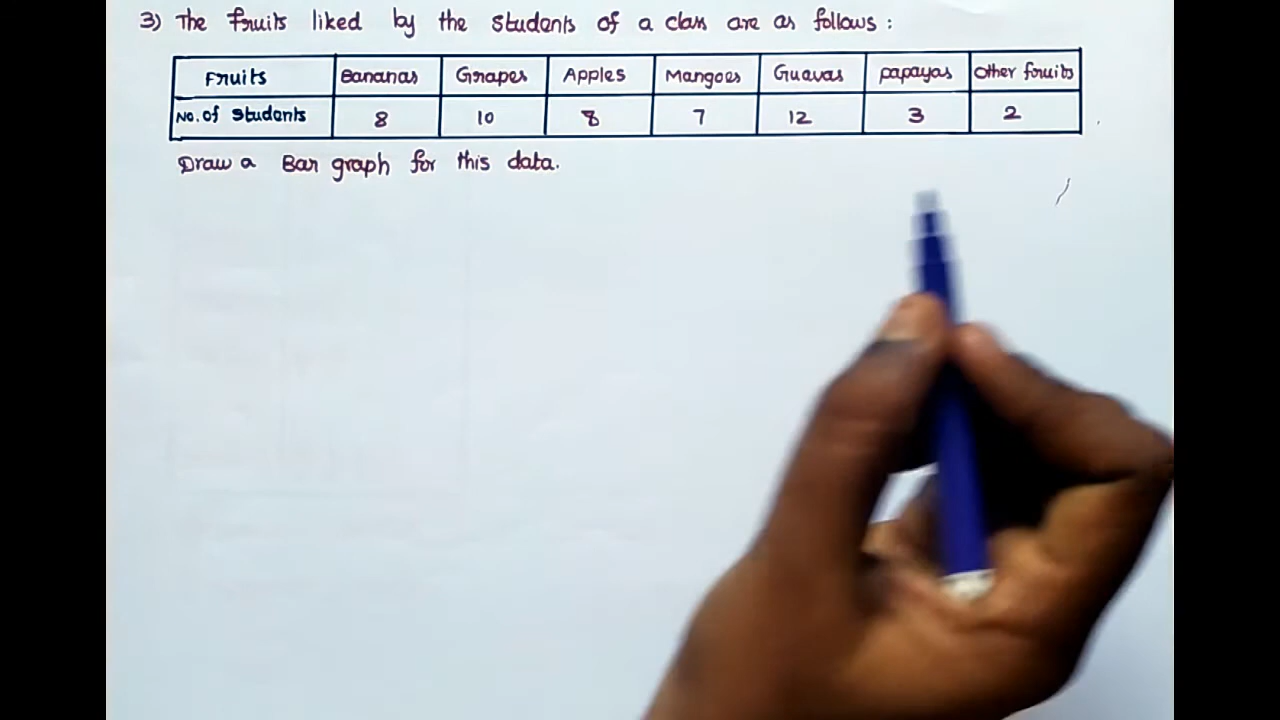 3) The fruits liked by the students of a class are as follows :
Fruits Bananas Grapes Apples Mangoes Guavas papayas Other fruits
No. of Students 8 10 8 7 12 3 2
Draw a Bar graph for this data.